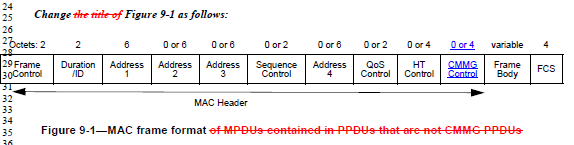 24
25 Change the title of Figure 9-1 as follows:
26
27
28 Octets: 2 2 6 0 or 6 0 or 6 0 or 2 0 or 6 0 or 2 0 or 4 0 or 4 variable 4
29 Frame Duration Address Address Address Sequence Address QoS HT CMMG Frame FCS
30 Control /ID 1 2 3 Control 4 Control Control Control Body
31
32 MAC Header
33
34
35 Figure 9-1—MAC frame format of MPDUs contained in PPDUs that are not CMMG PPDUs
36